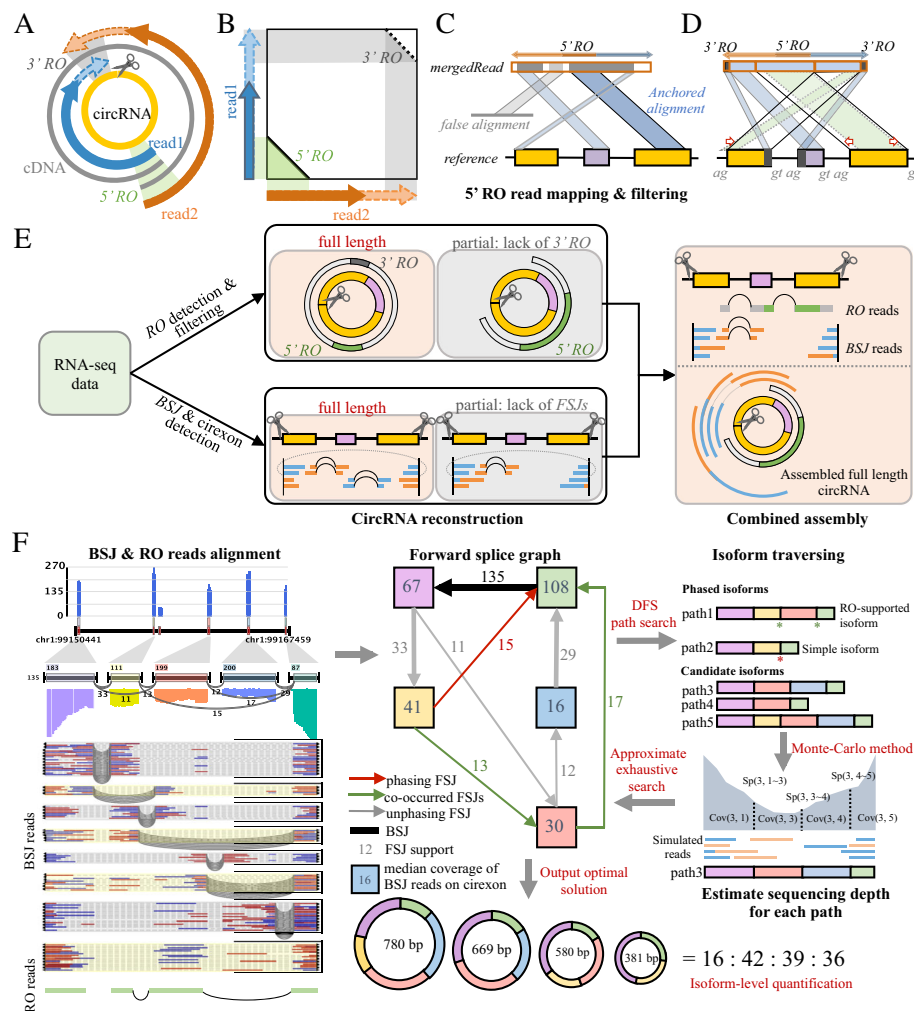 A
3' RO
circRNA
read1
cDNA
5' RO
read2
B
3' RO
read1
5' RO
read2
C
5' RO
mergedRead
Anchored
alignment
false alignment
reference
D
3' RO
5' RO
3' RO
ag
gt
ag
gt
ag
gt
5' RO read mapping & filtering
E
RNA-seq
data
RO detection &
filtering
BSJ & cirexon
detection
full length
3' RO
5' RO
partial: lack of 3' RO
5' RO
full length
partial: lack of FSJs
CircRNA reconstruction
RO reads
BSJ reads
Assembled full length
circRNA
Combined assembly
F
BSJ & RO reads alignment
270
135
0
chr1:99150441
chr1:99167459
183
111
199
200
87
135
33
13
12
29
11
17
15
BSJ reads
RO reads
Forward splice graph
67
135
108
33
11
15
29
41
16
17
13
12
30
phasing FSJ
co-occurred FSJs
unphasing FSJ
BSJ
12
FSJ support
16
median coverage of
BSJ reads on cirexon
DFS
path search
Approximate
exhaustive
search
Output optimal
solution
Isoform traversing
Phased isoforms
path1
RO-supported
isoform
*
*
path2
Simple isoform
*
Candidate isoforms
path3
path4
path5
Monte-Carlo method
Sp(3, 1~3)
Sp(3, 4~5)
Sp(3, 3~4)
Cov(3, 1)
Cov(3, 3)
Cov(3, 4)
Cov(3, 5)
Simulated
reads
path3
Estimate sequencing depth
for each path
780 bp
669 bp
580 bp
381 bp
= 16 : 42 : 39 : 36
Isoform-level quantification